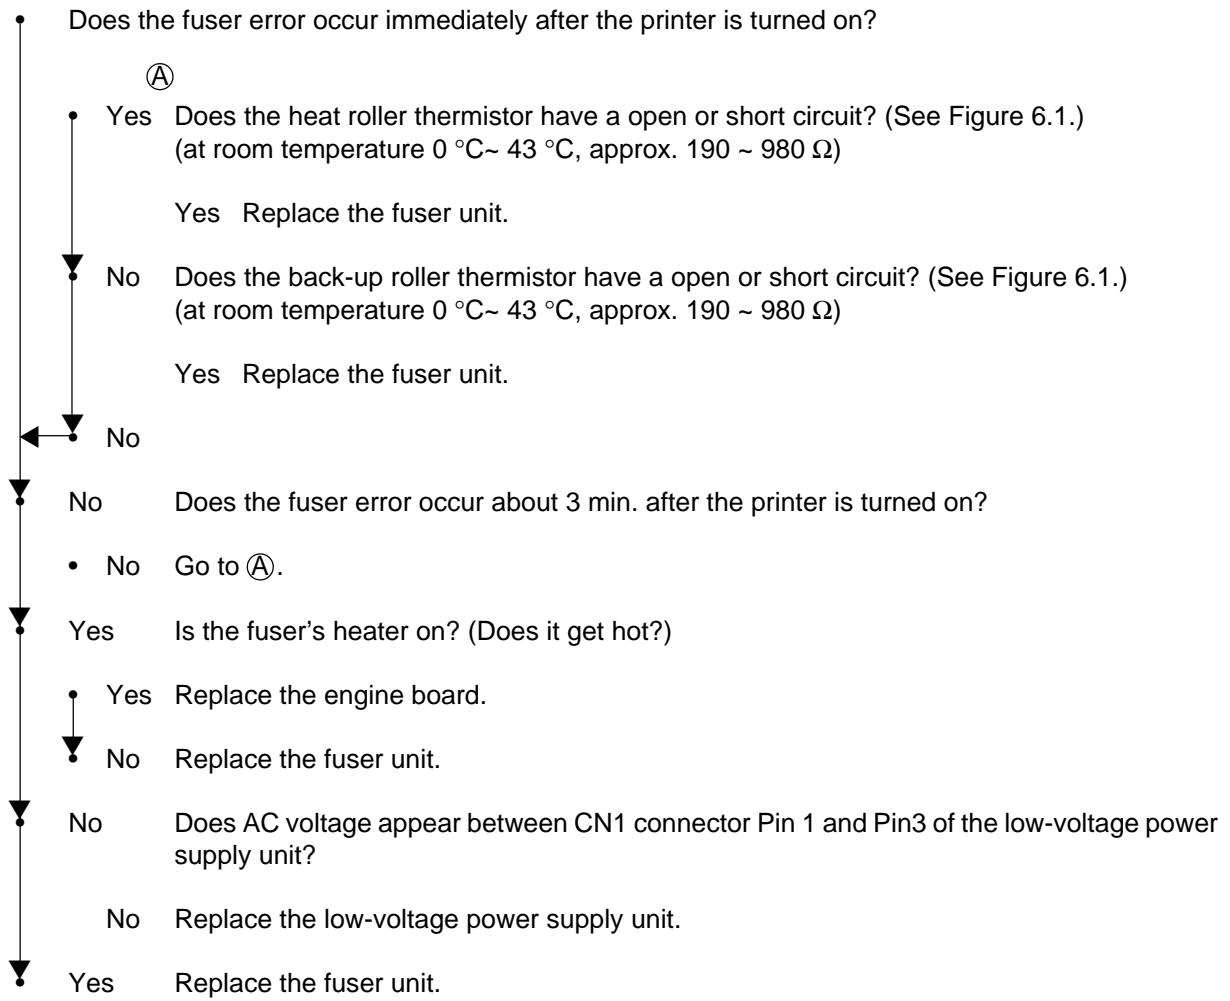 Does the fuser error occur immediately after the printer is turned on?
Ⓐ
Yes Does the heat roller thermistor have a open or short circuit? (See Figure 6.1.)
(at room temperature 0 °C~ 43 °C, approx. 190 ~ 980 Ω)
Yes Replace the fuser unit.
No Does the back-up roller thermistor have a open or short circuit? (See Figure 6.1.)
(at room temperature 0 °C~ 43 °C, approx. 190 ~ 980 Ω)
Yes Replace the fuser unit.
No
No Does the fuser error occur about 3 min. after the printer is turned on?
• No Go to Ⓐ.
Yes Is the fuser's heater on? (Does it get hot?)
Yes Replace the engine board.
No Replace the fuser unit.
No Does AC voltage appear between CN1 connector Pin 1 and Pin3 of the low-voltage power
supply unit?
No Replace the low-voltage power supply unit.
Yes Replace the fuser unit.